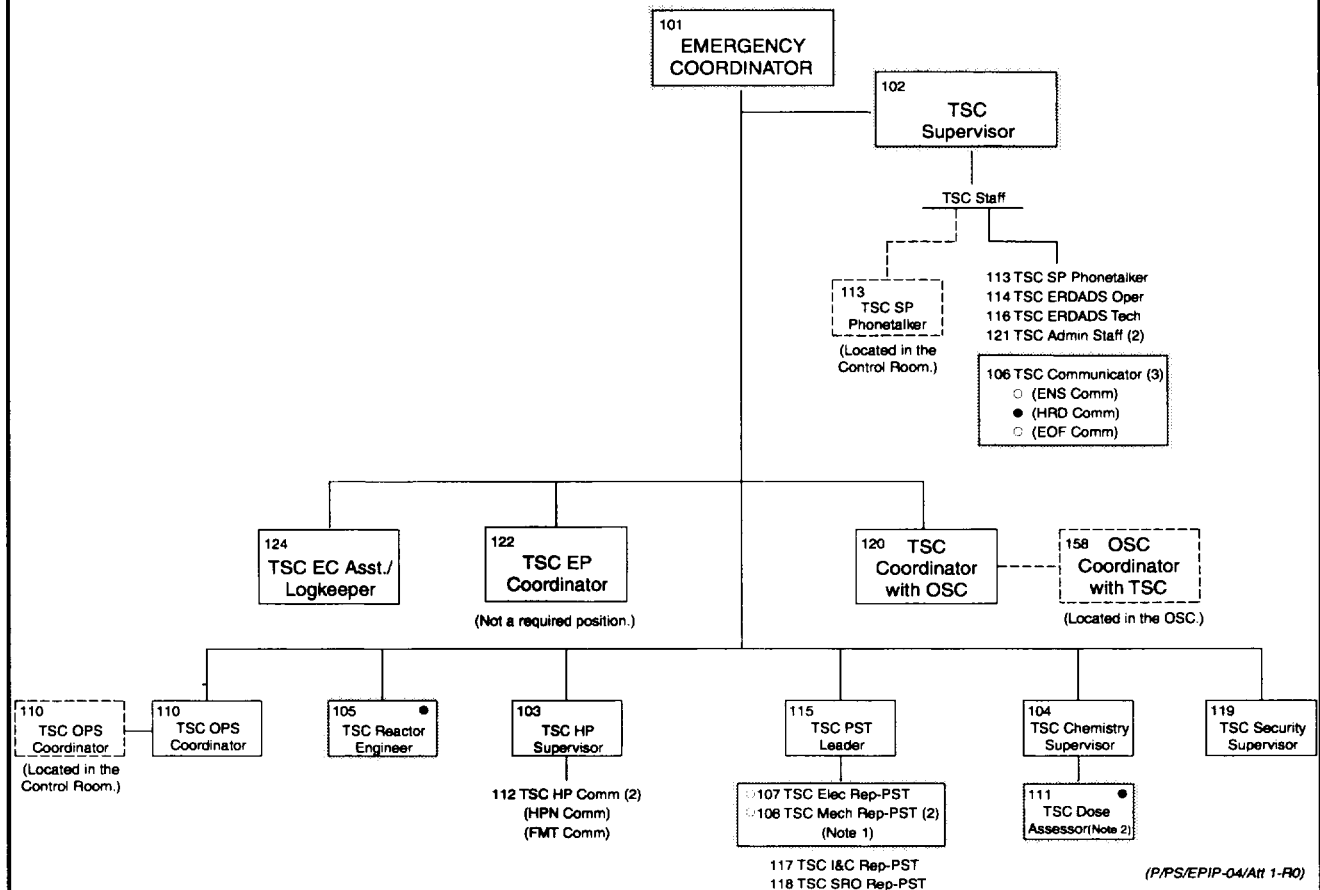 101
EMERGENCY
COORDINATOR
102
TSC
Supervisor
TSC Staff
113
TSC SP
Phonetalker
(Located in the
Control Room.)
113 TSC SP Phonetalker
114 TSC ERDADS Oper
116 TSC ERDADS Tech
121 TSC Admin Staff (2)
106 TSC Communicator (3)
(ENS Comm)
(HRD Comm)
(EOF Comm)
124
TSC EC Asst./
Logkeeper
122
TSC EP
Coordinator
(Not a required position.)
120 TSC
Coordinator
with OSC
158 OSC
Coordinator
with TSC
(Located in the OSC.)
110
TSC OPS
Coordinator
(Located in the
Control Room.)
110
TSC OPS
Coordinator
105
TSC Reactor
Engineer
103
TSC HP
Supervisor
112 TSC HP Comm (2)
(HPN Comm)
(FMT Comm)
115
TSC PST
Leader
107 TSC Elec Rep-PST
108 TSC Mech Rep-PST (2)
(Note 1)
117 TSC I&C Rep-PST
118 TSC SRO Rep-PST
104
TSC Chemistry
Supervisor
111
TSC Dose
Assessor(Note 2)
119
TSC Security
Supervisor
(P/PS/EPIP-04/Att 1-R0)